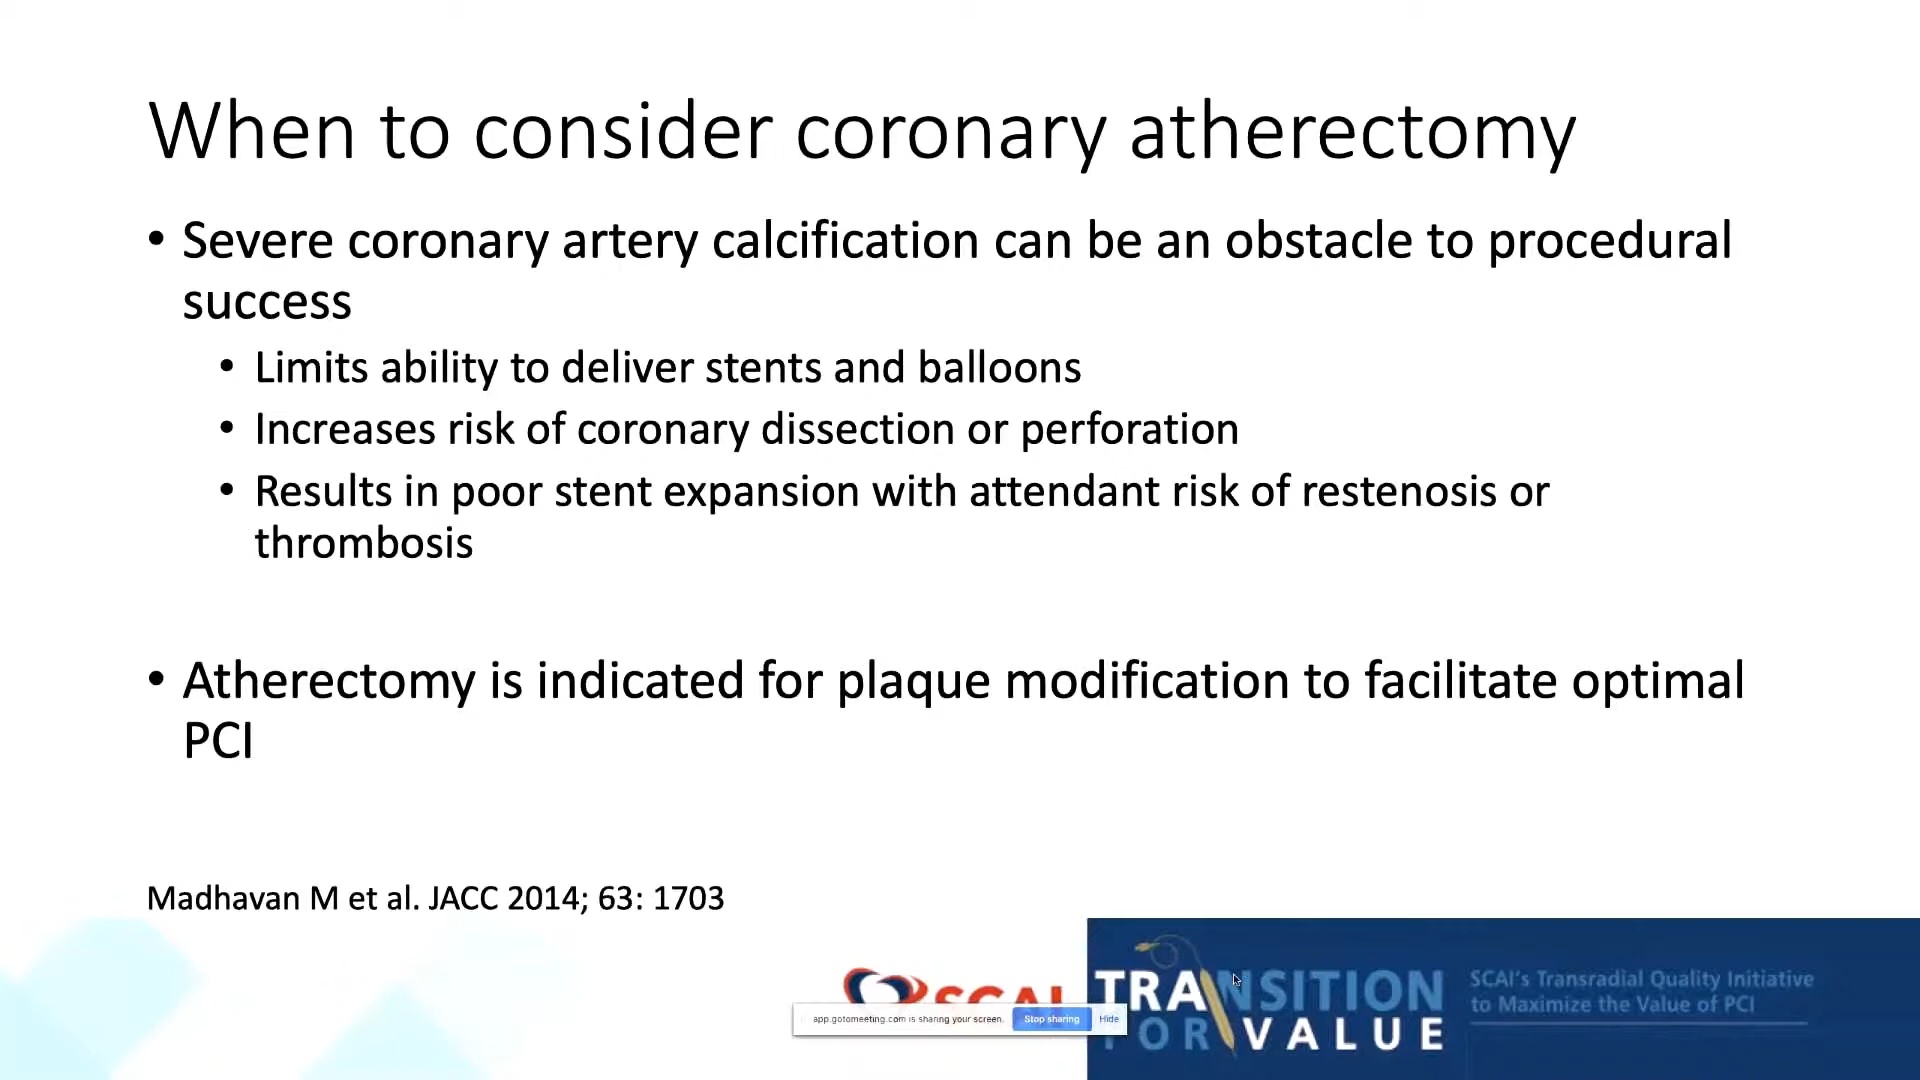 When to consider coronary atherectomy
• Severe coronary artery calcification can be an obstacle to procedural
success
• Limits ability to deliver stents and balloons
• Increases risk of coronary dissection or perforation
• Results in poor stent expansion with attendant risk of restenosis or
thrombosis
• Atherectomy is indicated for plaque modification to facilitate optimal
PCI
Madhavan M et al. JACC 2014; 63: 1703
SCAI
app.gotomeeting.com is sharing your screen. Stop sharing Hide
TRANSITION
FOR VALUE
SCAI's Transradial Quality Initiative
to Maximize the Value of PCI